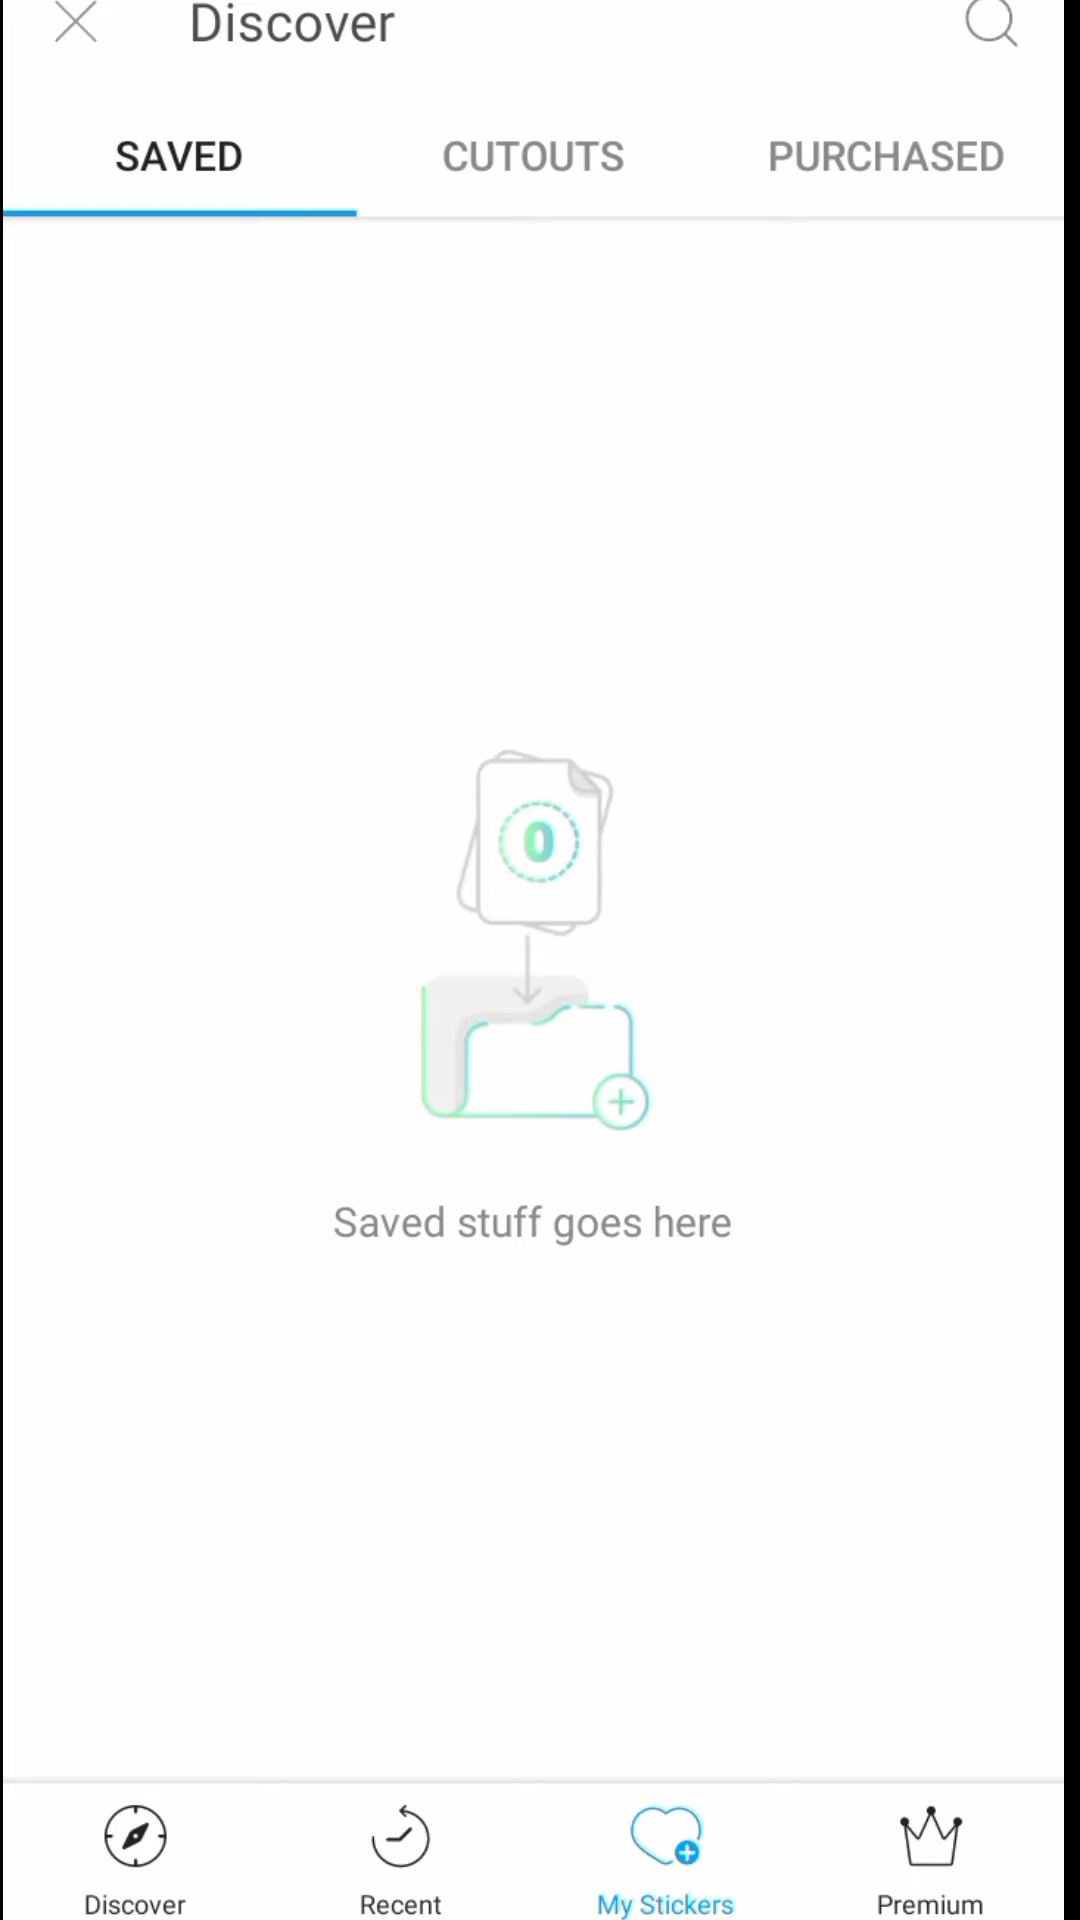 Discover
SAVED CUTOUTS PURCHASED
0
Saved stuff goes here
Discover Recent My Stickers Premium